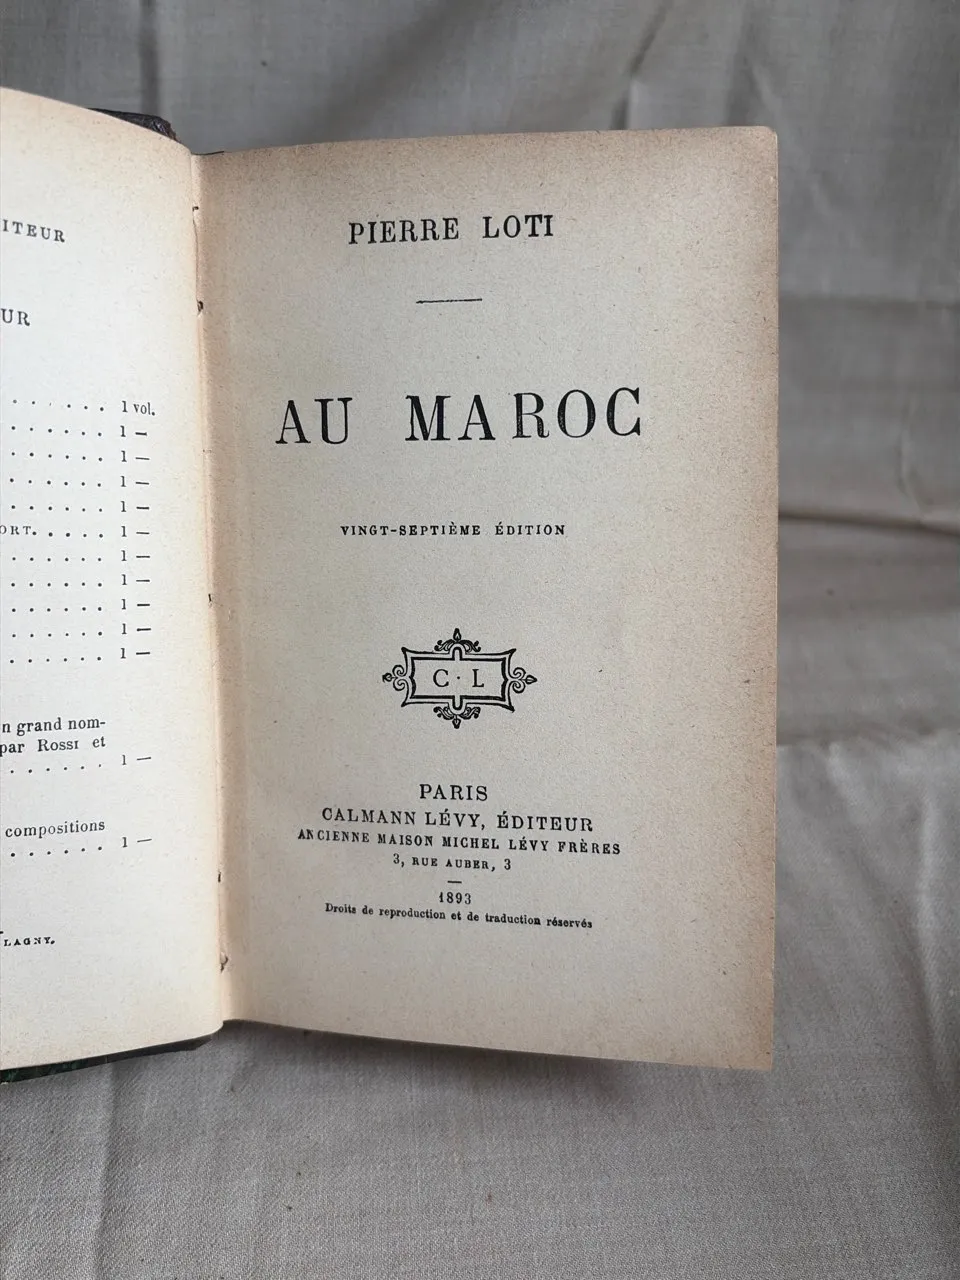 ITEUR
UR
. . . . . . 1 vol.
. . . . . . 1 —
. . . . . . 1 —
. . . . . . 1 —
. . . . . . 1 —
ORT. . . . . 1 —
. . . . . . 1 —
. . . . . . 1 —
. . . . . . 1 —
. . . . . . 1 —
. . . . . . 1 —
n grand nom-
par Rossi et
. . . . . . 1 —
compositions
. . . . . . 1 —
LAGNY.
PIERRE LOTI
AU MAROC
VINGT-SEPTIÈME ÉDITION
C · L
PARIS
CALMANN LÉVY, ÉDITEUR
ANCIENNE MAISON MICHEL LÉVY FRÈRES
3, RUE AUBER, 3
1893
Droits de reproduction et de traduction réservés